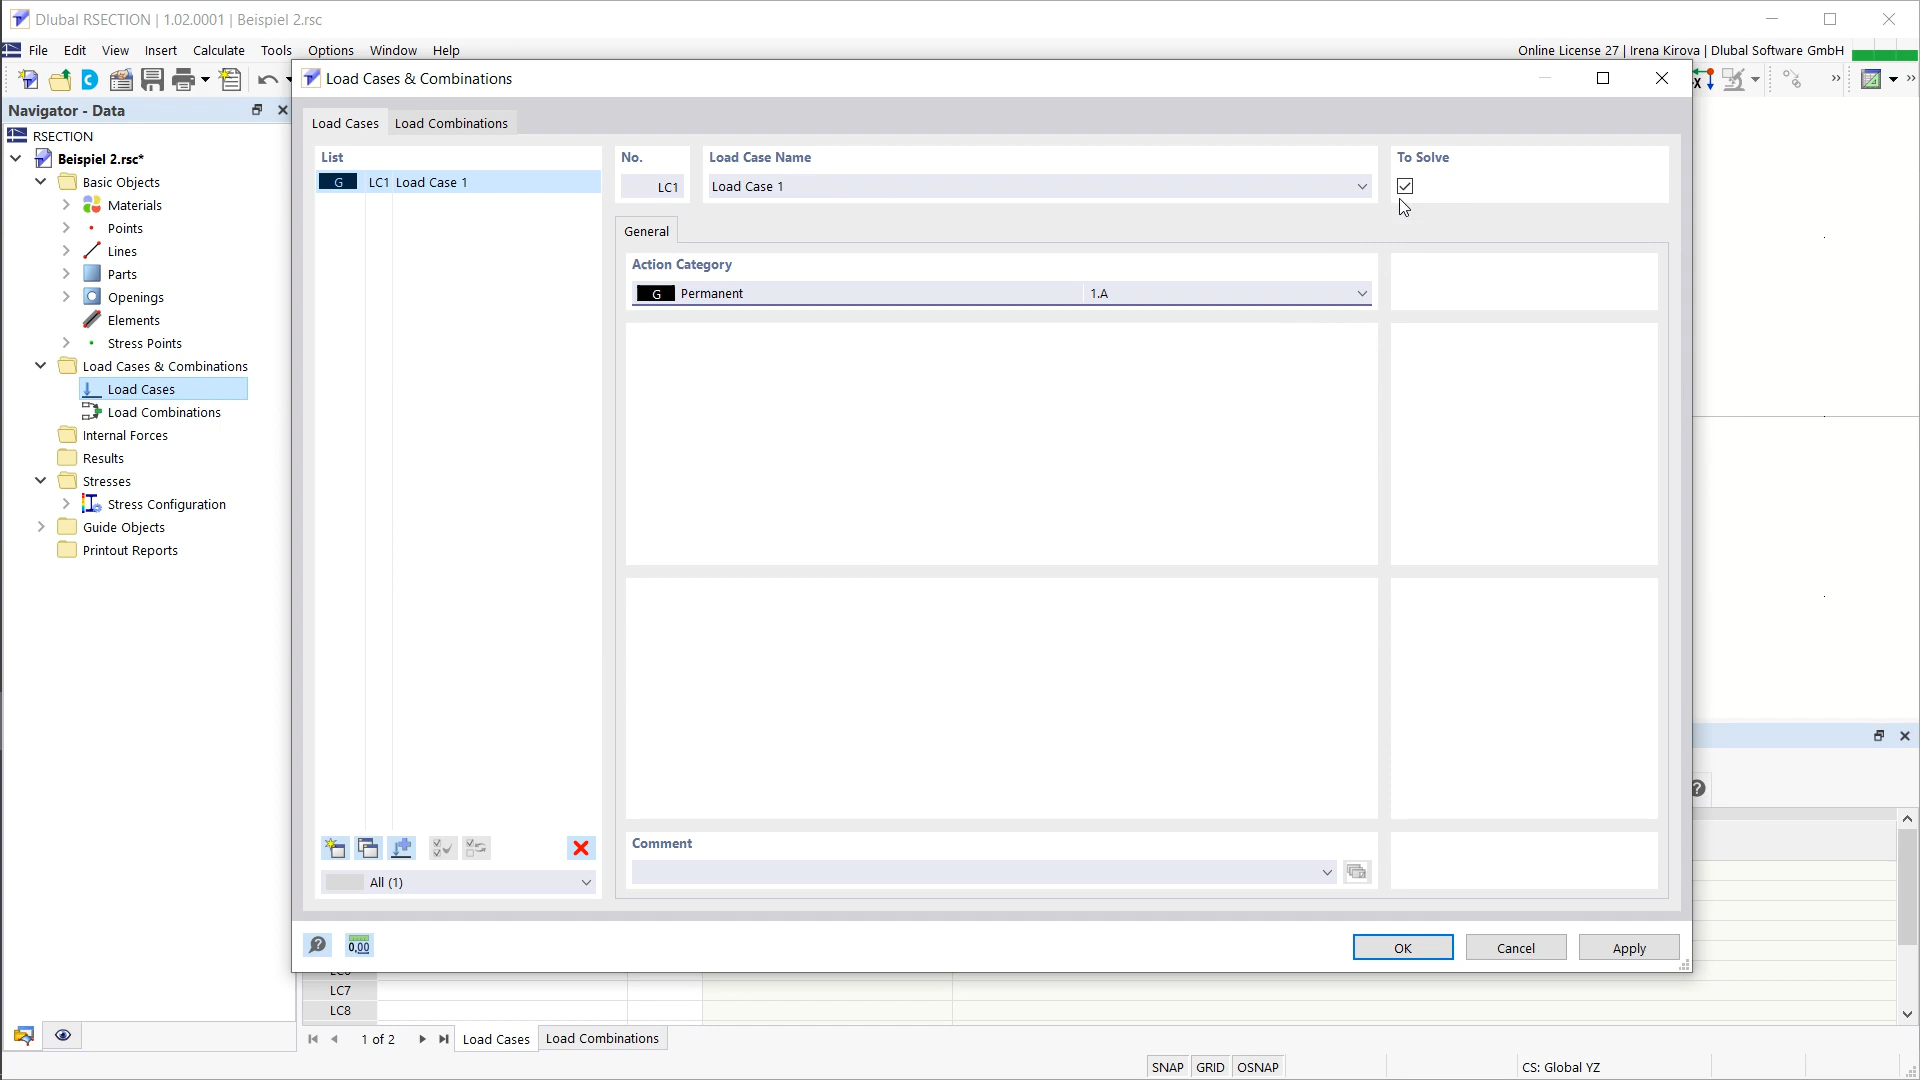 Dlubal RSECTION | 1.02.0001 | Beispiel 2.rsc
File Edit View Insert Calculate Tools Options Window Help
Online License 27 | Irena Kirova | Dlubal Software GmbH
Navigator - Data
RSECTION
Beispiel 2.rsc*
Basic Objects
Materials
Points
Lines
Parts
Openings
Elements
Stress Points
Load Cases & Combinations
Load Cases
Load Combinations
Internal Forces
Results
Stresses
Stress Configuration
Guide Objects
Printout Reports
Load Cases & Combinations
Load Cases Load Combinations
List
G LC1 Load Case 1
All (1)
No.
LC1
Load Case Name
Load Case 1
To Solve
General
Action Category
G Permanent 1.A
Comment
0,00
OK Cancel Apply
LC7
LC8
1 of 2 Load Cases Load Combinations
SNAP GRID OSNAP
CS: Global YZ